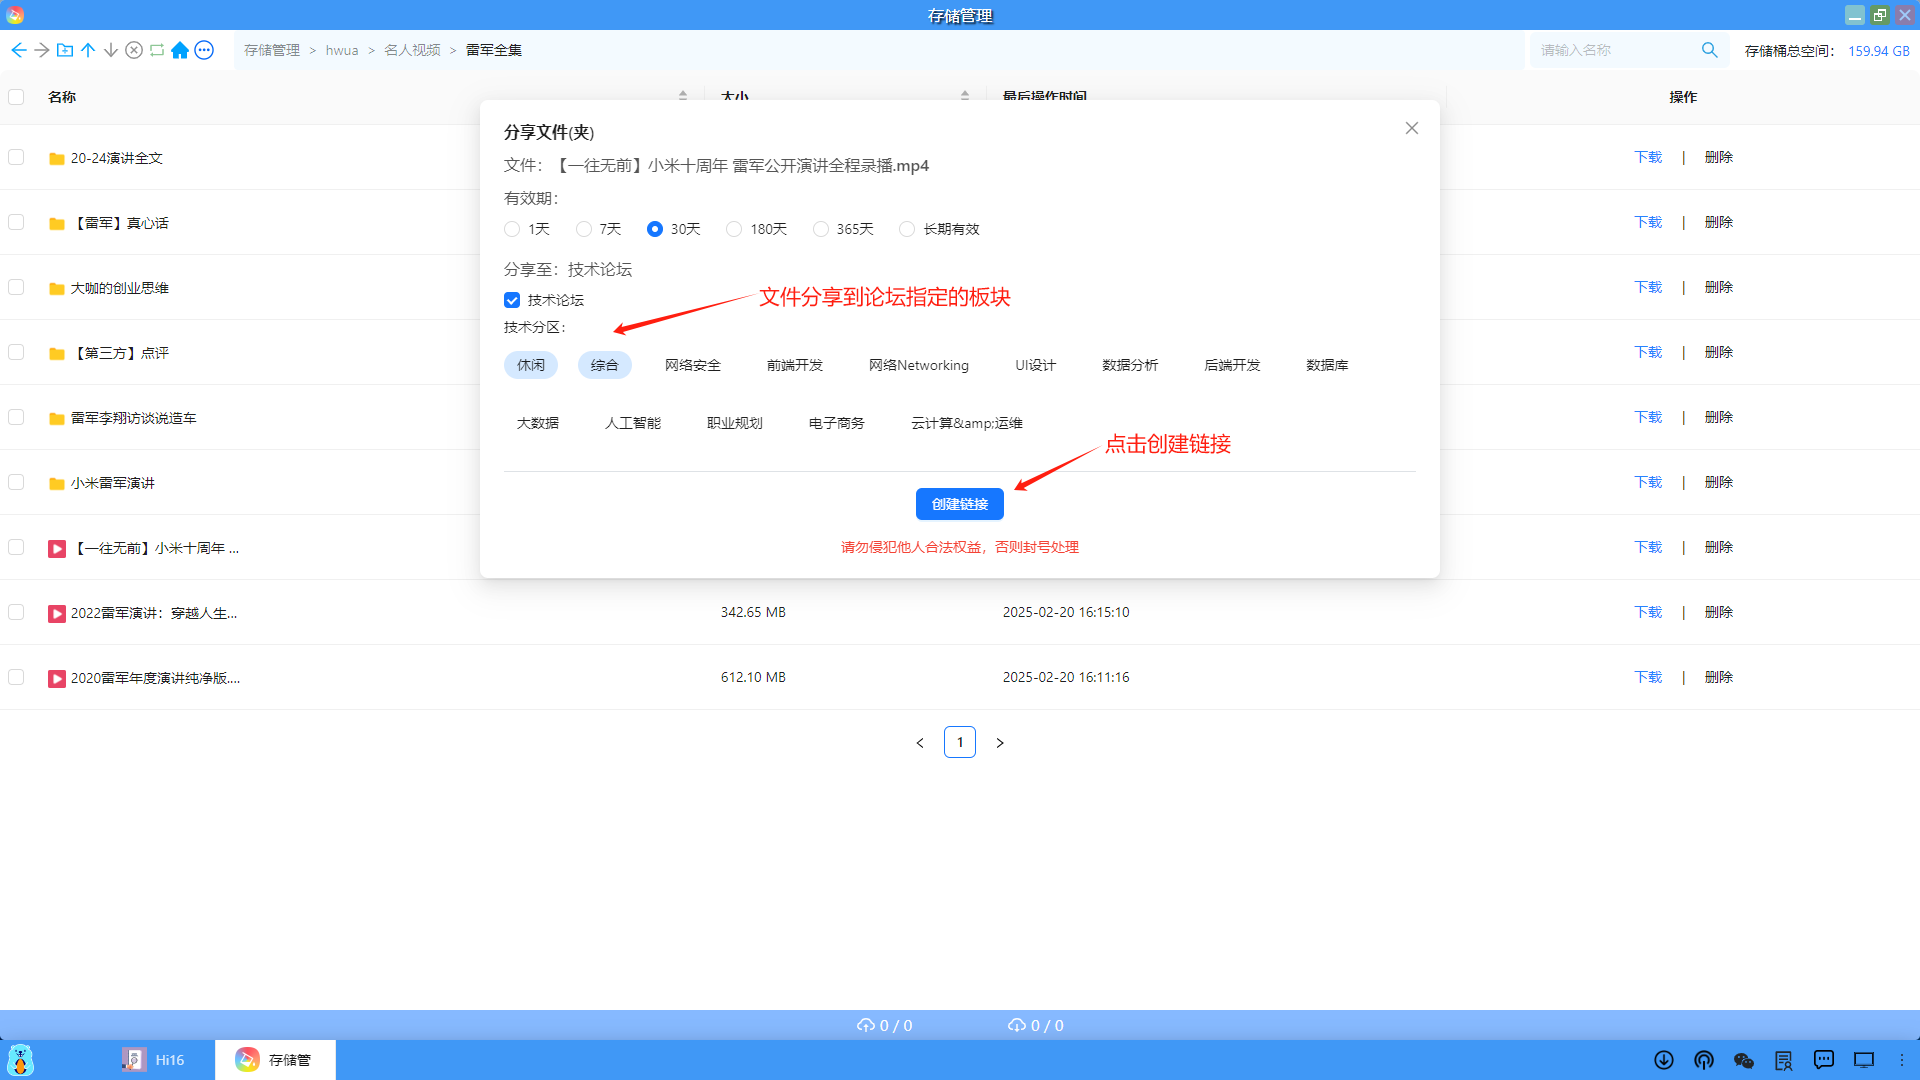 存储管理
存储管理 > hwua > 名人视频 > 雷军全集
请输入名称
存储桶总空间： 159.94 GB
名称
大小
最后操作时间
操作
分享文件(夹)
文件：【一往无前】小米十周年 雷军公开演讲全程录播.mp4
有效期：
1天 7天 30天 180天 365天 长期有效
分享至：技术论坛
技术论坛
文件分享到论坛指定的板块
技术分区：
休闲 综合 网络安全 前端开发 网络Networking UI设计 数据分析 后端开发 数据库
大数据 人工智能 职业规划 电子商务 云计算&amp;运维
点击创建链接
创建链接
请勿侵犯他人合法权益，否则封号处理
20-24演讲全文 下载 | 删除
【雷军】真心话 下载 | 删除
大咖的创业思维 下载 | 删除
【第三方】点评 下载 | 删除
雷军李翔访谈说造车 下载 | 删除
小米雷军演讲 下载 | 删除
【一往无前】小米十周年 ... 下载 | 删除
2022雷军演讲：穿越人生... 342.65 MB 2025-02-20 16:15:10 下载 | 删除
2020雷军年度演讲纯净版.... 612.10 MB 2025-02-20 16:11:16 下载 | 删除
< 1 >
0 / 0 0 / 0
Hi16 存储管